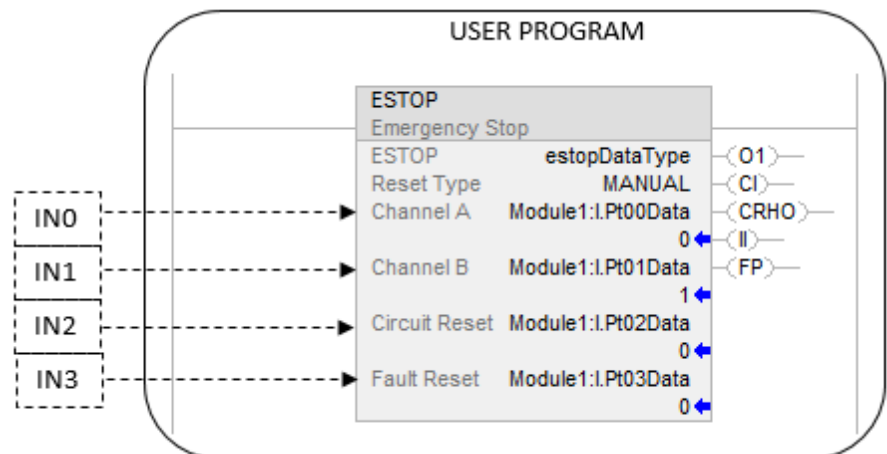 USER PROGRAM
ESTOP
Emergency Stop
ESTOP estopDataType (O1)
Reset Type MANUAL (CI)
IN0 Channel A Module1:I.Pt00Data (CRHO)
0 (II)
IN1 Channel B Module1:I.Pt01Data (FP)
1
IN2 Circuit Reset Module1:I.Pt02Data
0
IN3 Fault Reset Module1:I.Pt03Data
0